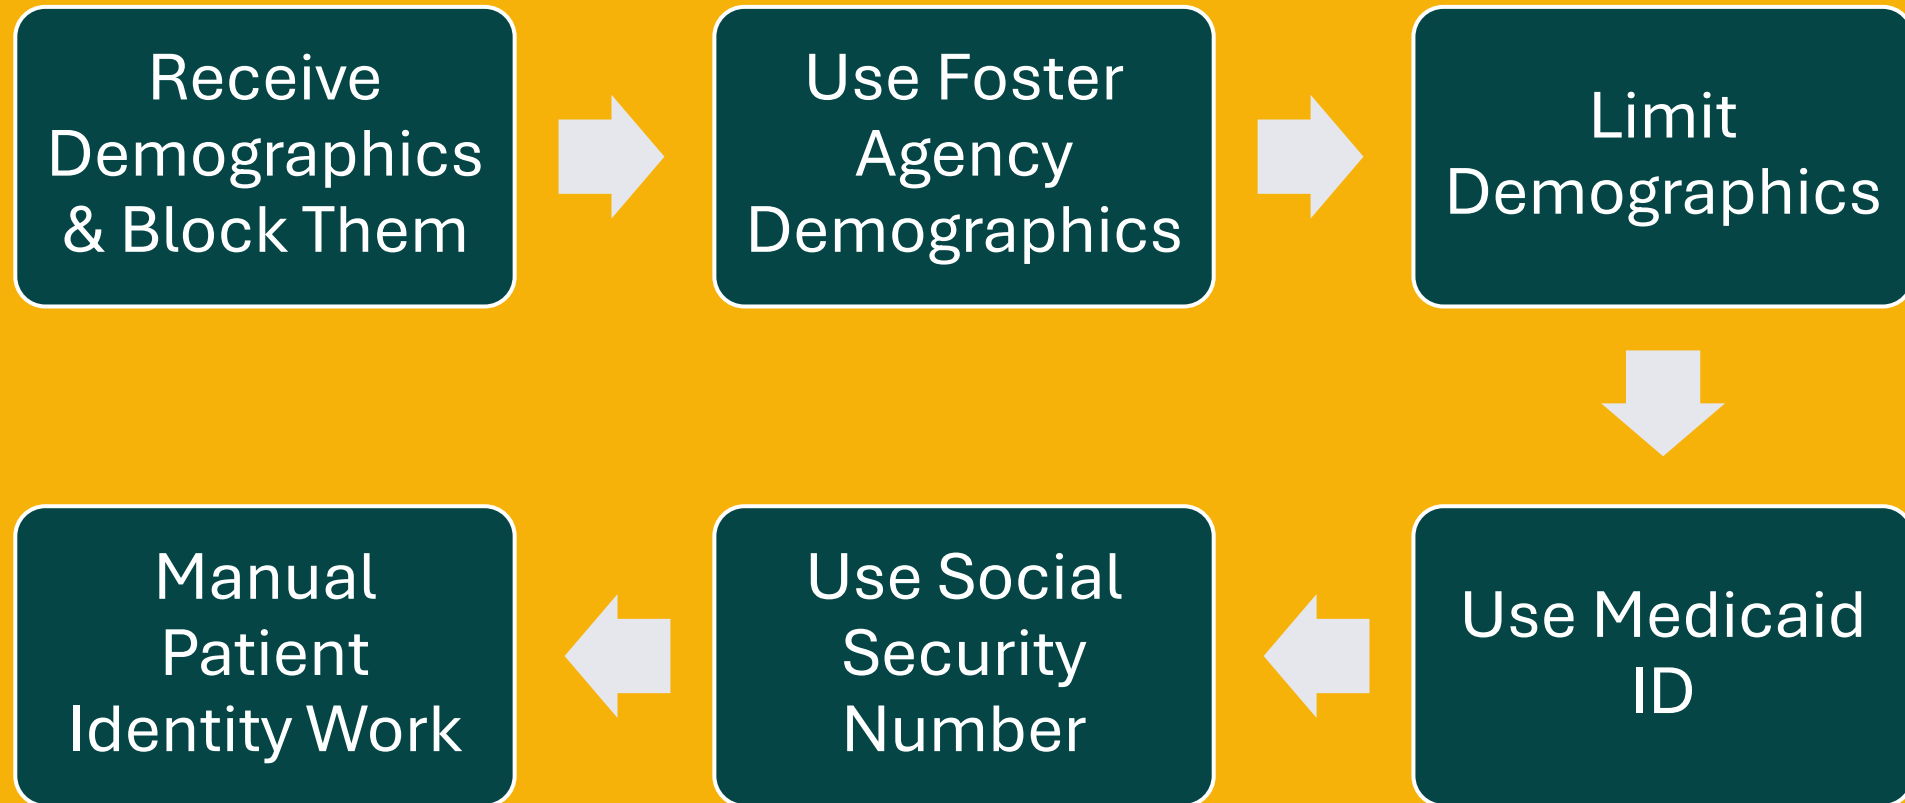 Receive
Demographics
& Block Them
Use Foster
Agency
Demographics
Limit
Demographics
Use Medicaid
ID
Use Social
Security
Number
Manual
Patient
Identity Work